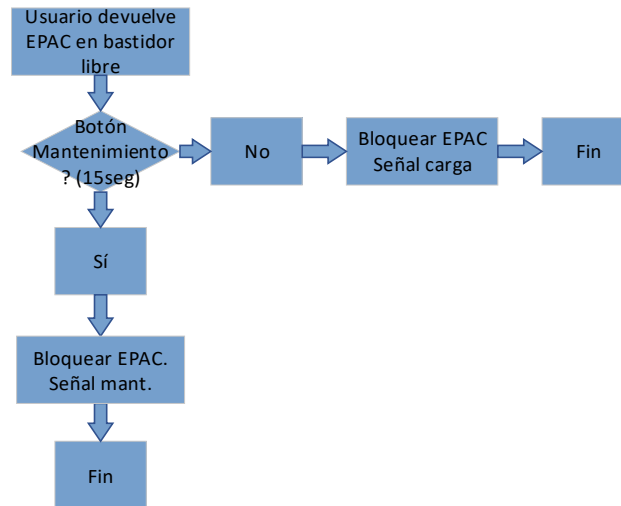 Usuario devuelve
EPAC en bastidor
libre
Botón
Mantenimiento
? (15seg)
No
Bloquear EPAC
Señal carga
Fin
Sí
Bloquear EPAC.
Señal mant.
Fin